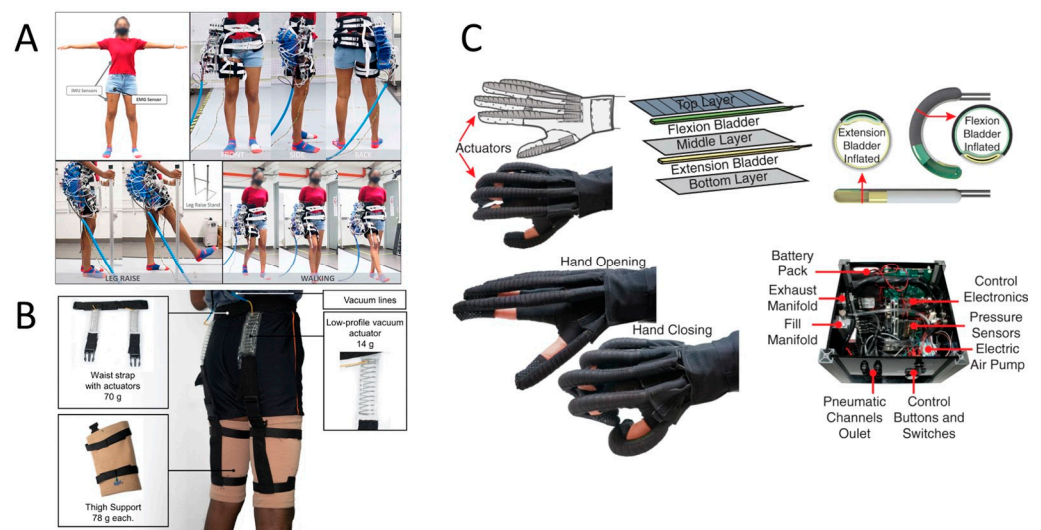 A
IMU Sensors
EMG Sensor
FRONT
SIDE
BACK
Leg Raise Stand
LEG RAISE
WALKING
B
Waist strap
with actuators
70 g
Thigh Support
78 g each.
Vacuum lines
Low-profile vacuum
actuator
14 g
C
Actuators
Top Layer
Flexion Bladder
Middle Layer
Extension Bladder
Bottom Layer
Extension
Bladder
Inflated
Flexion
Bladder
Inflated
Hand Opening
Hand Closing
Battery
Pack
Exhaust
Manifold
Fill
Manifold
Control
Electronics
Pressure
Sensors
Electric
Air Pump
Pneumatic
Channels
Oulet
Control
Buttons and
Switches